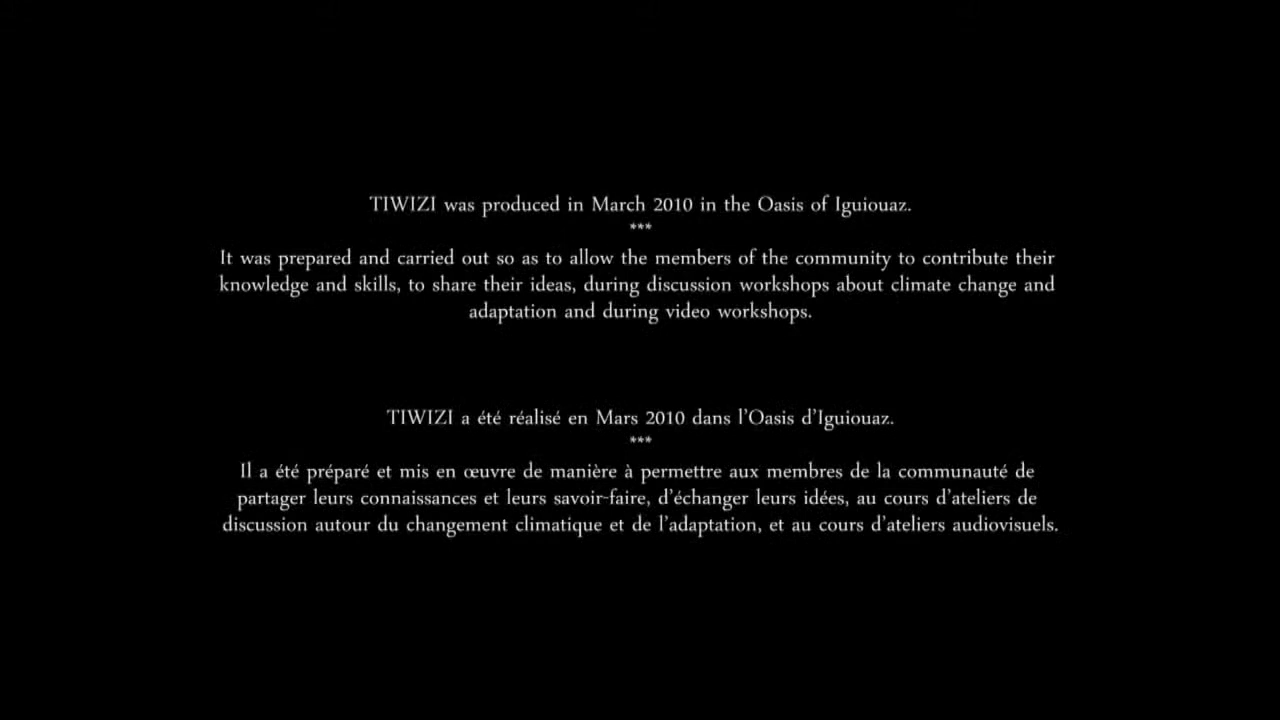 TIWIZI was produced in March 2010 in the Oasis of Iguiouaz.
***
It was prepared and carried out so as to allow the members of the community to contribute their
knowledge and skills, to share their ideas, during discussion workshops about climate change and
adaptation and during video workshops.
TIWIZI a été réalisé en Mars 2010 dans l'Oasis d'Iguiouaz.
***
Il a été préparé et mis en œuvre de manière à permettre aux membres de la communauté de
partager leurs connaissances et leurs savoir-faire, d'échanger leurs idées, au cours d'ateliers de
discussion autour du changement climatique et de l'adaptation, et au cours d'ateliers audiovisuels.